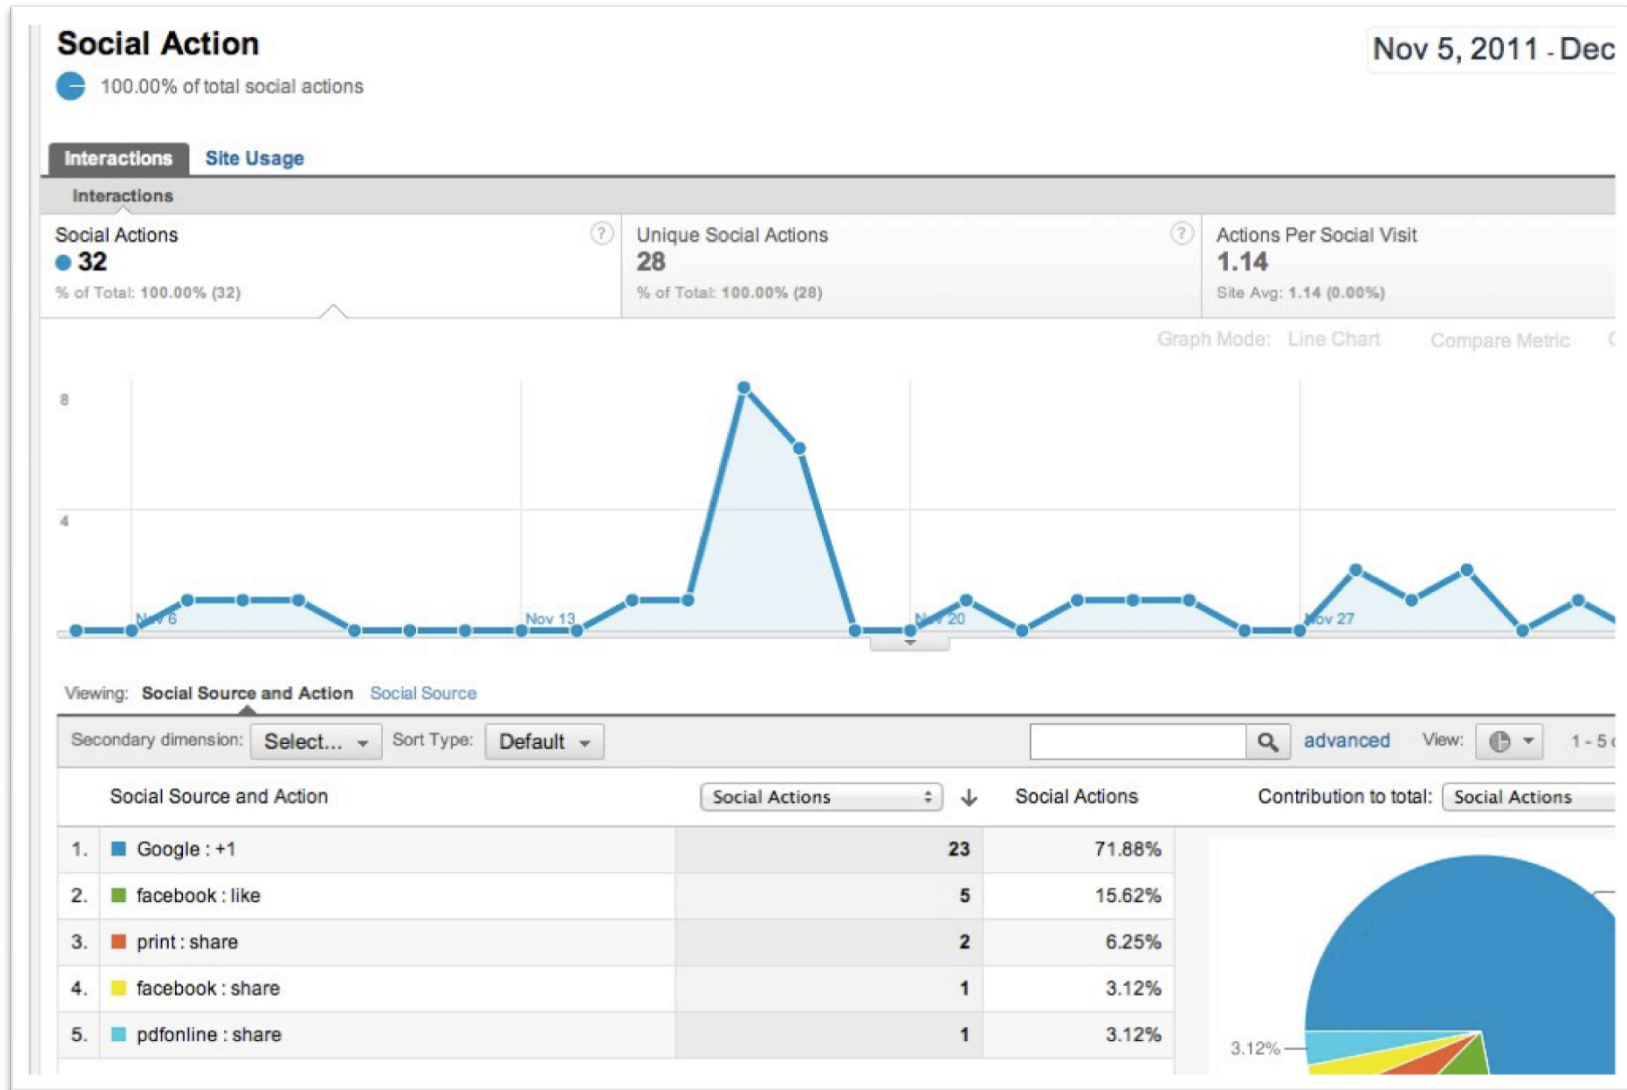 Social Action
Nov 5, 2011 - Dec
100.00% of total social actions
Interactions Site Usage
Interactions
Social Actions ? Unique Social Actions ? Actions Per Social Visit
32 28 1.14
% of Total: 100.00% (32) % of Total: 100.00% (28) Site Avg: 1.14 (0.00%)
Graph Mode: Line Chart Compare Metric
8
4
Nov 6 Nov 13 Nov 20 Nov 27
Viewing: Social Source and Action Social Source
Secondary dimension: Select... Sort Type: Default advanced View: 1 - 5
Social Source and Action Social Actions Social Actions Contribution to total: Social Actions
1. Google : +1 23 71.88%
2. facebook : like 5 15.62%
3. print : share 2 6.25%
4. facebook : share 1 3.12%
5. pdfonline : share 1 3.12%
3.12%